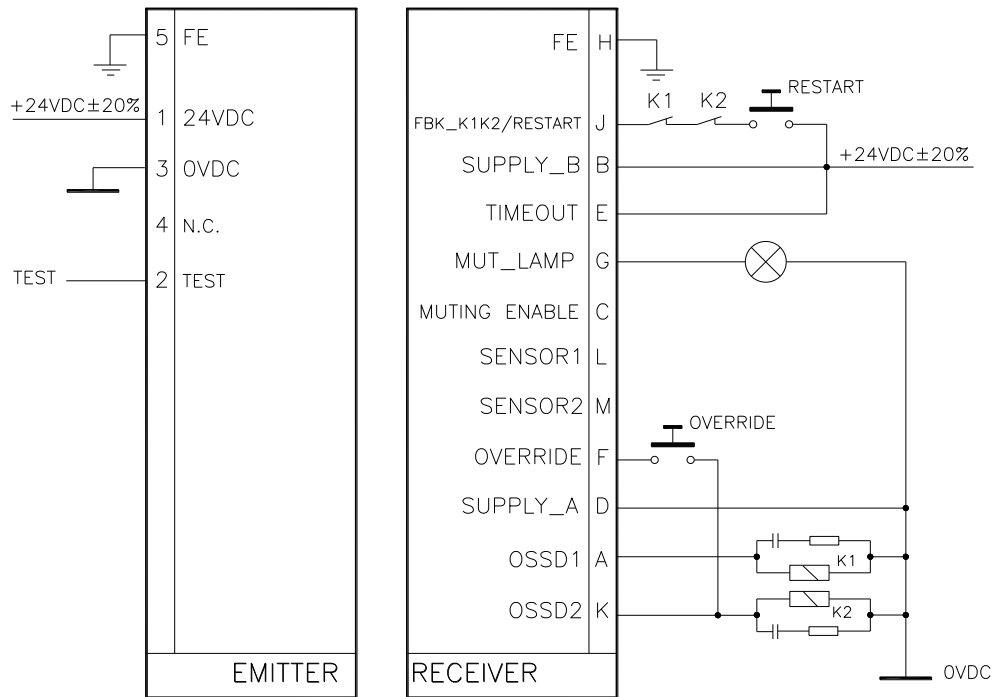 5 FE
+24VDC±20%
1 24VDC
3 0VDC
4 N.C.
TEST
2 TEST
EMITTER
FE H
K1 K2 RESTART
FBK_K1K2/RESTART J
SUPPLY_B B
+24VDC±20%
TIMEOUT E
MUT_LAMP G
MUTING ENABLE C
SENSOR1 L
SENSOR2 M
OVERRIDE
OVERRIDE F
SUPPLY_A D
OSSD1 A
K1
OSSD2 K
K2
RECEIVER
0VDC